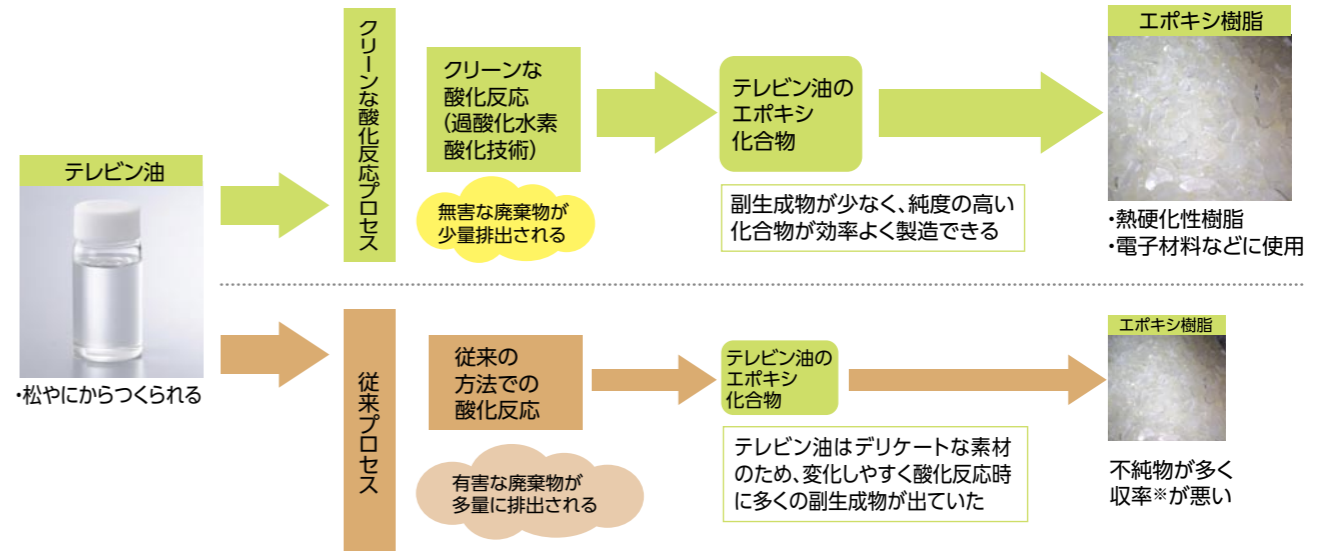 テレビン油
・松やにからつくられる
クリーンな酸化反応プロセス
クリーンな
酸化反応
（過酸化水素
酸化技術）
無害な廃棄物が
少量排出される
テレビン油の
エポキシ
化合物
副生成物が少なく、純度の高い
化合物が効率よく製造できる
エポキシ樹脂
・熱硬化性樹脂
・電子材料などに使用
従来プロセス
従来の
方法での
酸化反応
有害な廃棄物が
多量に排出される
テレビン油の
エポキシ
化合物
テレビン油はデリケートな素材
のため、変化しやすく酸化反応時
に多くの副生成物が出ていた
エポキシ樹脂
不純物が多く
収率※が悪い